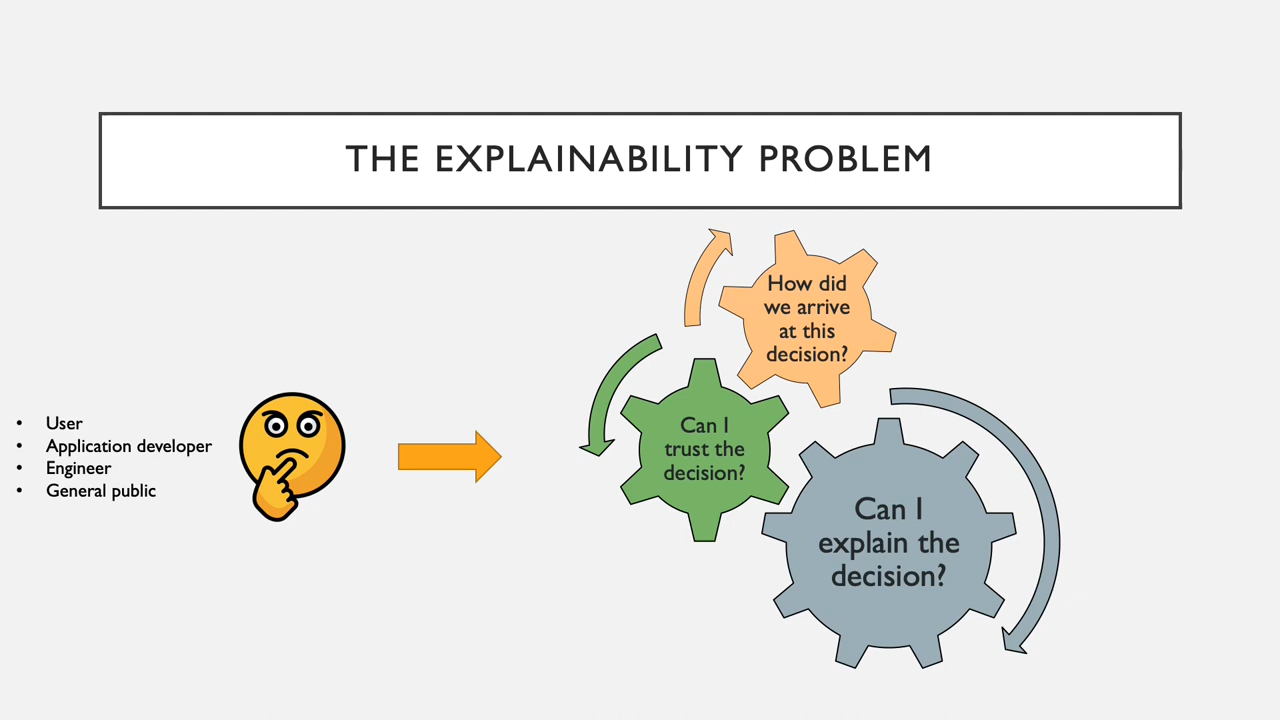 THE EXPLAINABILITY PROBLEM
How did
we arrive
at this
decision?
Can I
trust the
decision?
Can I
explain the
decision?
• User
• Application developer
• Engineer
• General public